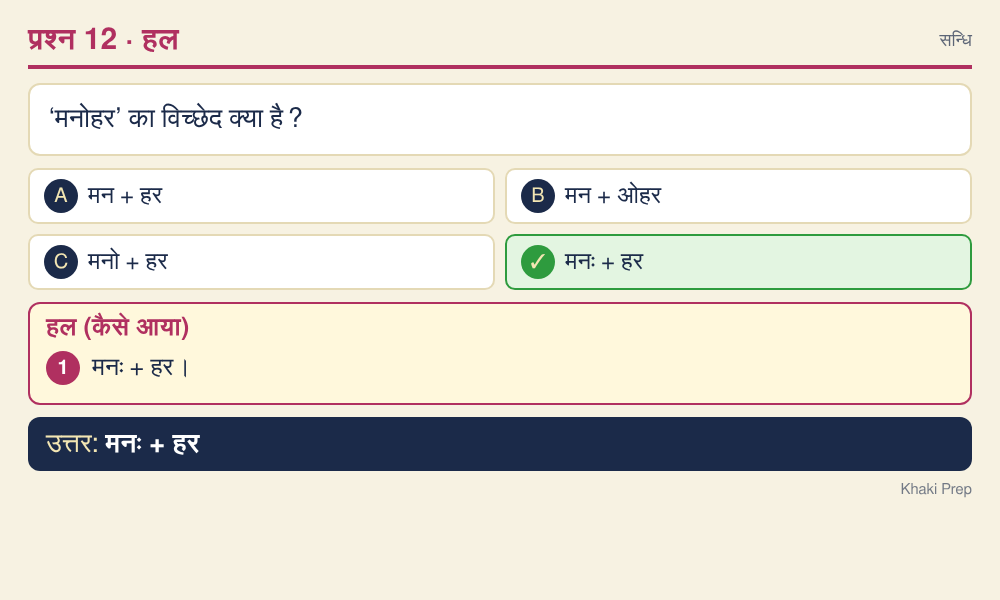 प्रश्न 12 · हल
सन्धि
‘मनोहर’ का विच्छेद क्या है ?
A मन + हर
B मन + ओहर
C मनो + हर
✓ मनः + हर
हल (कैसे आया)
1 मनः + हर ।
उत्तर: मनः + हर
Khaki Prep